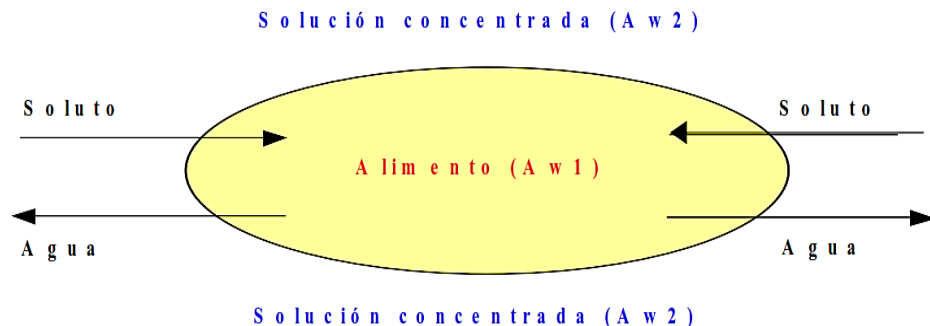 Solución concentrada (Aw2)
Soluto Soluto
Alimento (Aw1)
Agua Agua
Solución concentrada (Aw2)